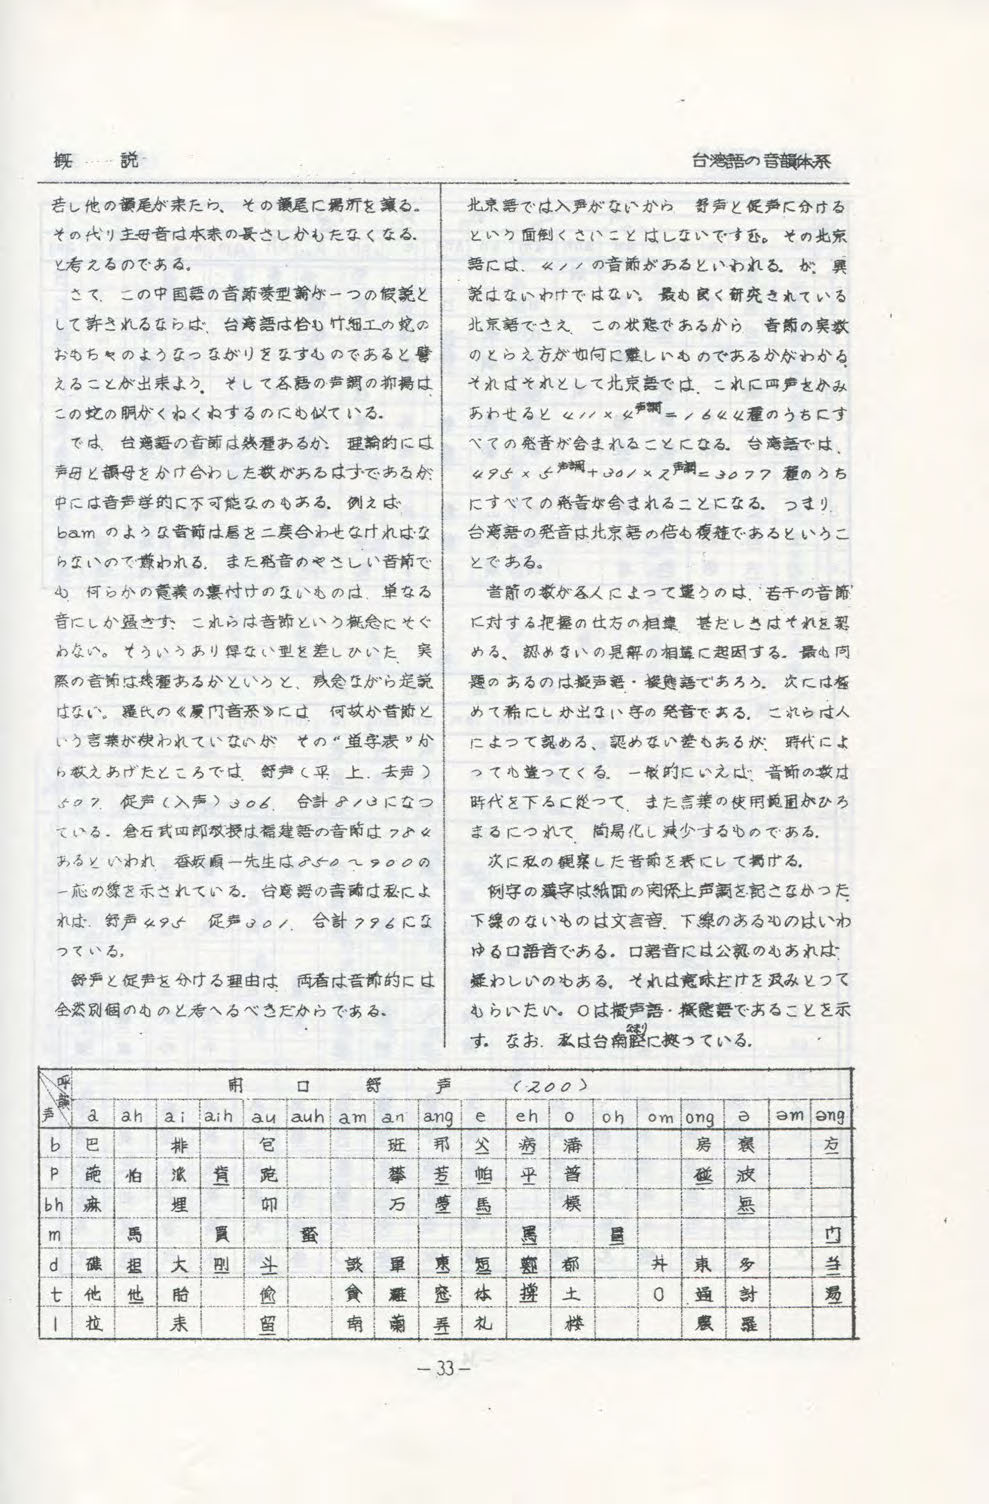 概 説
台湾語の音韻体系
若し他の韻尾が来たら、その韻尾に場所を譲る。
その代り主母音は本来の長さしかもたなくなる、
と考えるのである。
さて、この中国語の音節菱型論が一つの仮説と
して許されるならば、台湾語は恰も竹細工の蛇の
おもちゃのようなつながりをなすものであると譬
えることが出来よう。そして各語の声調の抑揚は
この蛇の胴がくねくねするのにも似ている。
では、台湾語の音節は幾種あるか。理論的には
声母と韻母をかけ合わした数があるはずであるが、
中には音声学的に不可能なのもある。例えば
bam のような音節は唇を二度合わせなければな
らないので嫌われる。また発音のやさしい音節で
も、何らかの意義の裏付けのないものは、単なる
音にしか過ぎず、これらは音節という概念にそぐ
わない。そういうあり得ない型を差しひいた、実
際の音節は幾種あるかというと、残念ながら定説
はない。羅氏の《厦门音系》には、何故か音節と
いう言葉が使われていないが、その“単字表”か
ら数えあげたところでは、舒声(平、上、去声)
507、促声(入声)306、合計813になつ
ている。倉石武四郎教授は福建語の音節は784
あるといわれ、香坂順一先生は850〜900の
一応の線を示されている。台湾語の音節は私によ
れば、舒声495、促声301、合計796にな
つている。
舒声と促声を分ける理由は、両者は音節的には
全然別個のものと考へるべきだからである。
北京語では入声がないから、舒声と促声に分ける
という面倒くさいことはしないですむ。その北京
語には、411の音節があるといわれる。が、異
説はないわけではない。最も良く研究されている
北京語でさえ、この状態であるから、音節の実数
のとらえ方が如何に難しいものであるかがわかる。
それはそれとして北京語では、これに四声をかみ
あわせると 411×4声調=1644種のうちにす
べての発音が含まれることになる。台湾語では、
495×5声調+301×2声調=3077 種のうち
にすべての発音が含まれることになる。つまり、
台湾語の発音は北京語の倍も複雑であるというこ
とである。
音節の数が各人によって違うのは、若干の音節
に対する把握の仕方の相違、甚だしきはそれを認
める、認めないの見解の相違に起因する。最も問
題のあるのは擬声語・擬態語であろう。次には極
めて稀にしか出ない字の発音である。これらは人
によつて認める、認めない差もあるが、時代によ
つても違つてくる。一般的にいえば、音節の数は
時代を下るに従つて、また言葉の使用範囲がひろ
まるにつれて、簡易化し減少するものである。
次に私の観察した音節を表にして掲げる。
例字の漢字は紙面の関係上声調を記さなかった。
下線のないものは文言音、下線のあるものはいわ
ゆる口語音である。口語音には公認のもあれば、
疑わしいのもある。それは意味だけを汲みとつて
もらいたい。〇は擬声語・擬態語であることを示
す。なお、私は台南腔に拠っている。
呼 韻 声 開口舒声 (200)
a ah ai aih au auh am an ang e eh o oh om ong ə əm əng
b 巴 排 包 班 邦 父 病 浦 房 褒 方
p 葩 怕 派 背 跑 攀 芳 帕 平 普 碰 波
bh 麻 埋 卯 万 夢 馬 模 無
m 馬 買 罵 门
d 礁 担 大 斗 談 単 東 短 鄭 都 丼 東 多 当
t 他 他 胎 偷 貪 灘 窓 体 撑 土 〇 通 討 湯
l 拉 来 留 南 蘭 弄 礼 楼 農 羅
—33—